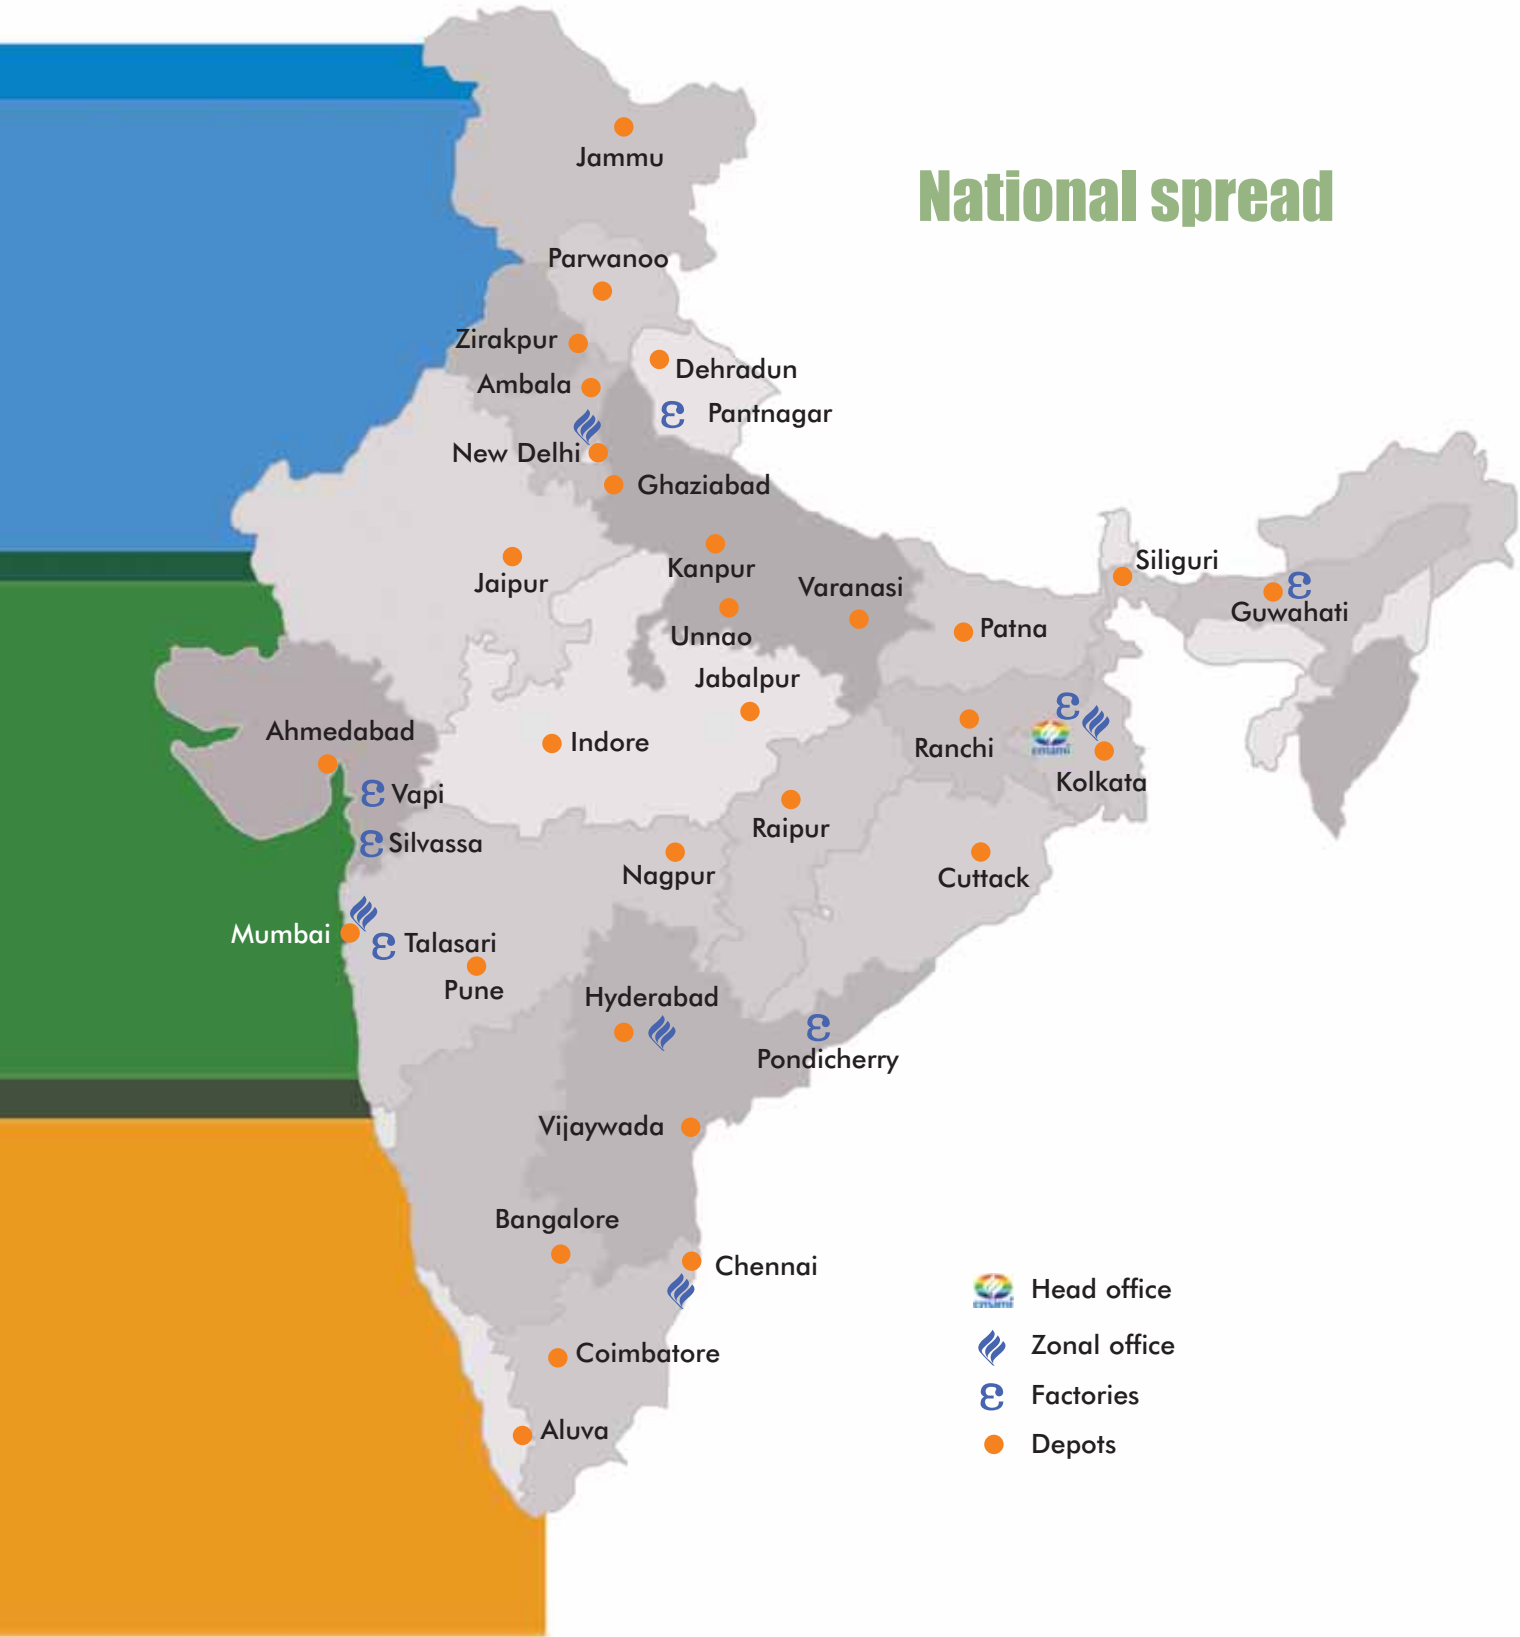 Jammu
National spread
Parwanoo
Zirakpur
Dehradun
Ambala
Pantnagar
New Delhi
Ghaziabad
Siliguri
Kanpur
Jaipur
Varanasi
Guwahati
Patna
Unnao
Jabalpur
Ahmedabad
Indore
Ranchi
emami
Kolkata
Vapi
Raipur
Silvassa
Nagpur
Cuttack
Mumbai
Talasari
Pune
Hyderabad
Pondicherry
Vijaywada
Bangalore
Chennai
emami
Head office
Zonal office
Coimbatore
Factories
Aluva
Depots